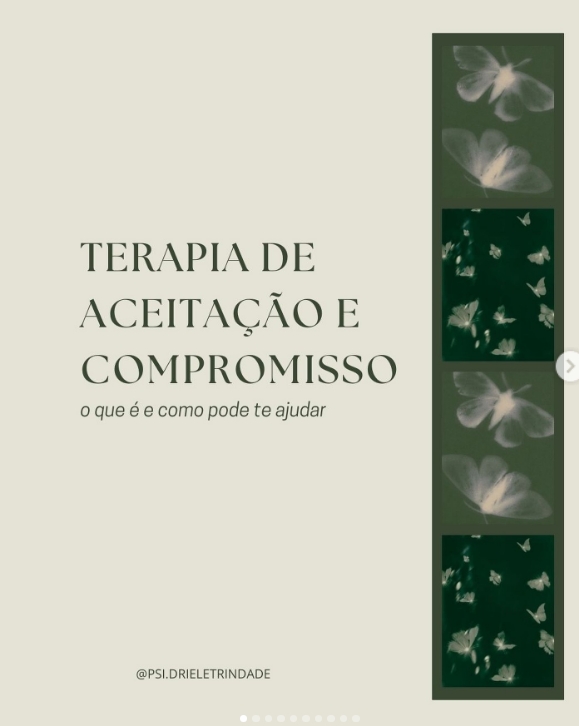 TERAPIA DE
ACEITAÇÃO E
COMPROMISSO
o que é e como pode te ajudar
@PSI.DRIELETRINDADE